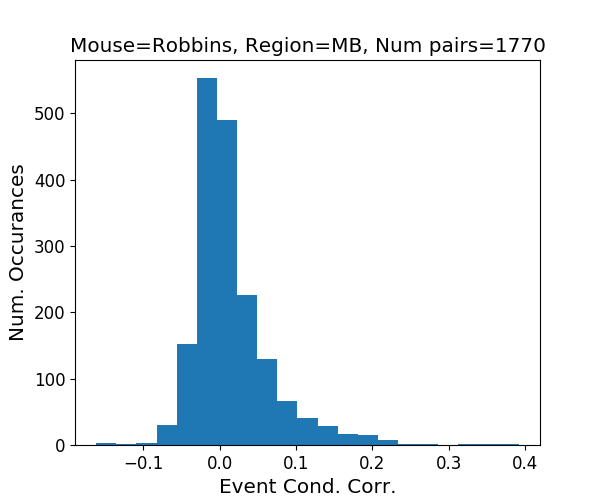 Mouse=Robbins, Region=MB, Num pairs=1770
500
400
300
200
100
0
Num. Occurances
−0.1 0.0 0.1 0.2 0.3 0.4
Event Cond. Corr.